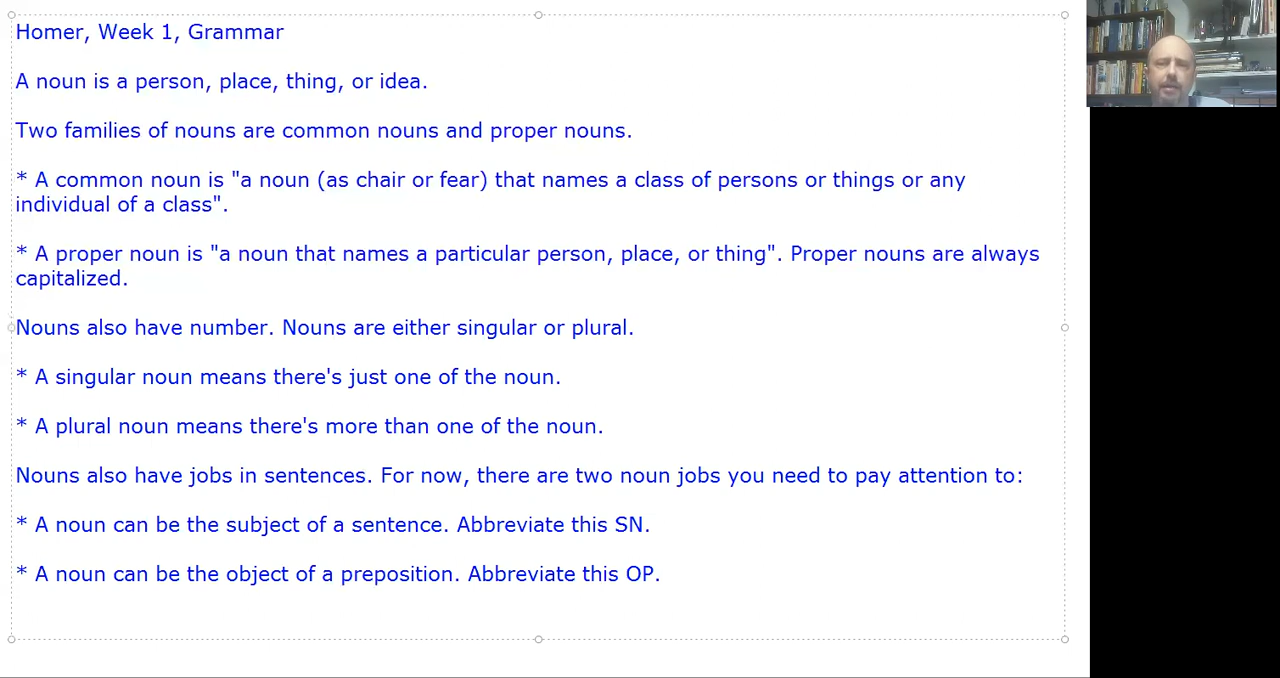 Homer, Week 1, Grammar
A noun is a person, place, thing, or idea.
Two families of nouns are common nouns and proper nouns.
* A common noun is "a noun (as chair or fear) that names a class of persons or things or any
individual of a class".
* A proper noun is "a noun that names a particular person, place, or thing". Proper nouns are always
capitalized.
Nouns also have number. Nouns are either singular or plural.
* A singular noun means there's just one of the noun.
* A plural noun means there's more than one of the noun.
Nouns also have jobs in sentences. For now, there are two noun jobs you need to pay attention to:
* A noun can be the subject of a sentence. Abbreviate this SN.
* A noun can be the object of a preposition. Abbreviate this OP.